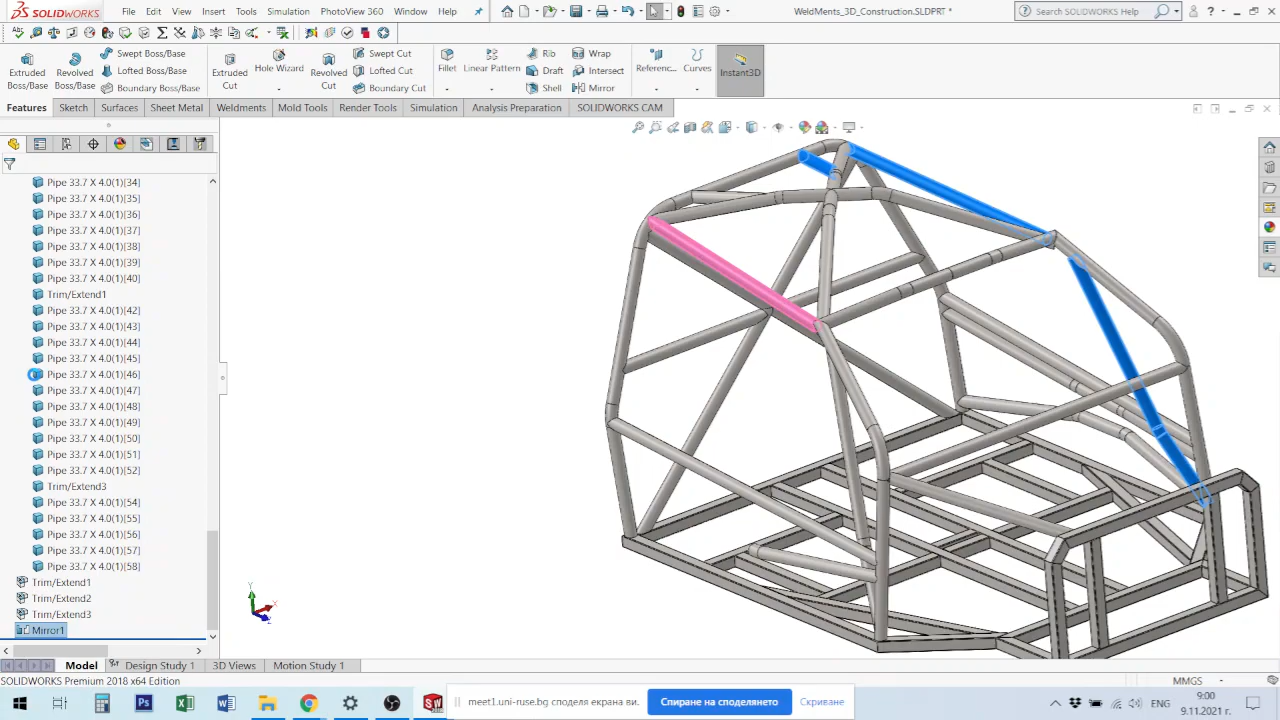 SOLIDWORKS
File Edit View Insert Tools Simulation PhotoView 360 Window Help
WeldMents_3D_Construction.SLDPRT *
Search SOLIDWORKS Help
Extruded Boss/Base
Revolved Boss/Base
Swept Boss/Base
Lofted Boss/Base
Boundary Boss/Base
Extruded Cut
Hole Wizard
Revolved Cut
Swept Cut
Lofted Cut
Boundary Cut
Fillet
Linear Pattern
Rib
Draft
Shell
Wrap
Intersect
Mirror
Referenc...
Curves
Instant3D
Features Sketch Surfaces Sheet Metal Weldments Mold Tools Render Tools Simulation Analysis Preparation SOLIDWORKS CAM
Pipe 33.7 X 4.0(1)[34]
Pipe 33.7 X 4.0(1)[35]
Pipe 33.7 X 4.0(1)[36]
Pipe 33.7 X 4.0(1)[37]
Pipe 33.7 X 4.0(1)[38]
Pipe 33.7 X 4.0(1)[39]
Pipe 33.7 X 4.0(1)[40]
Trim/Extend1
Pipe 33.7 X 4.0(1)[42]
Pipe 33.7 X 4.0(1)[43]
Pipe 33.7 X 4.0(1)[44]
Pipe 33.7 X 4.0(1)[45]
Pipe 33.7 X 4.0(1)[46]
Pipe 33.7 X 4.0(1)[47]
Pipe 33.7 X 4.0(1)[48]
Pipe 33.7 X 4.0(1)[49]
Pipe 33.7 X 4.0(1)[50]
Pipe 33.7 X 4.0(1)[51]
Pipe 33.7 X 4.0(1)[52]
Trim/Extend3
Pipe 33.7 X 4.0(1)[54]
Pipe 33.7 X 4.0(1)[55]
Pipe 33.7 X 4.0(1)[56]
Pipe 33.7 X 4.0(1)[57]
Pipe 33.7 X 4.0(1)[58]
Trim/Extend1
Trim/Extend2
Trim/Extend3
Mirror1
Model Design Study 1 3D Views Motion Study 1
SOLIDWORKS Premium 2018 x64 Edition
MMGS
meet1.uni-ruse.bg споделя екрана ви.
Спиране на споделянето
Скриване
ENG
9:00
9.11.2021 г.